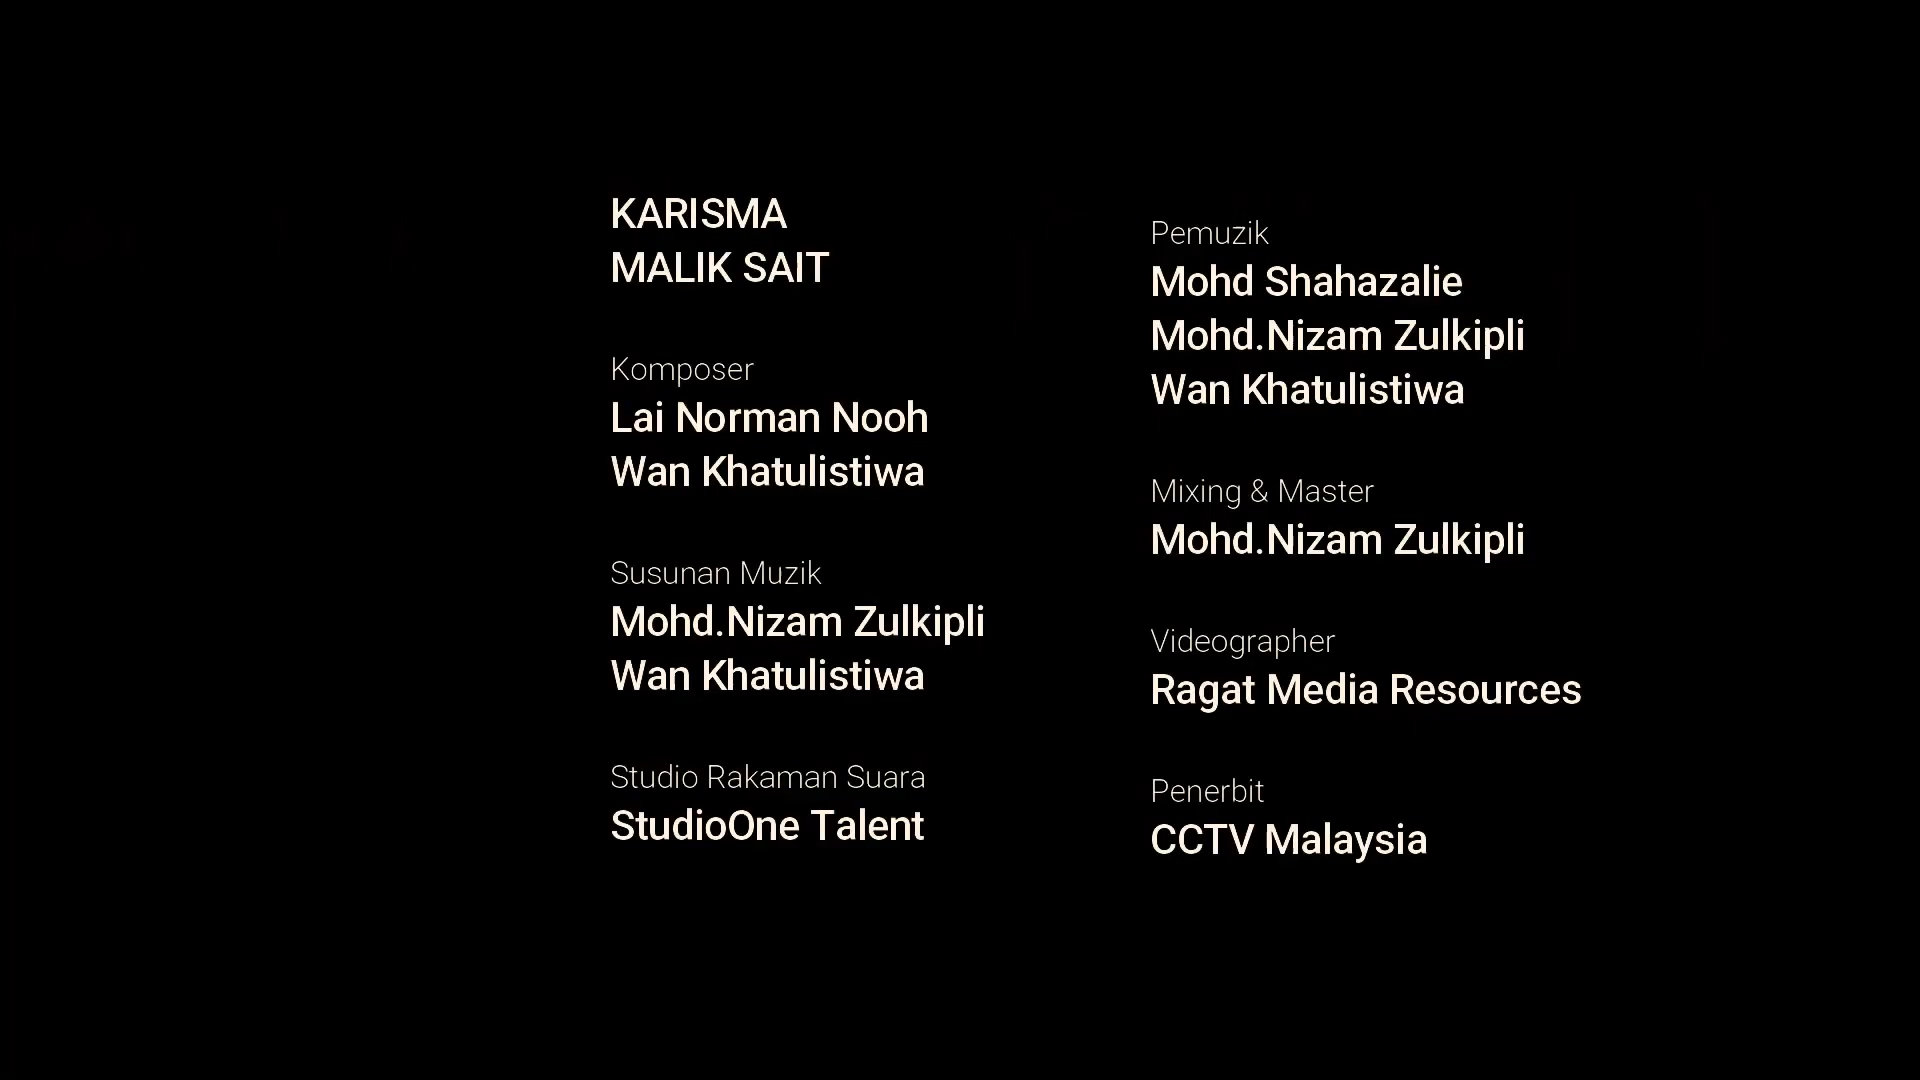 KARISMA
MALIK SAIT
Komposer
Lai Norman Nooh
Wan Khatulistiwa
Susunan Muzik
Mohd.Nizam Zulkipli
Wan Khatulistiwa
Studio Rakaman Suara
StudioOne Talent
Pemuzik
Mohd Shahazalie
Mohd.Nizam Zulkipli
Wan Khatulistiwa
Mixing & Master
Mohd.Nizam Zulkipli
Videographer
Ragat Media Resources
Penerbit
CCTV Malaysia